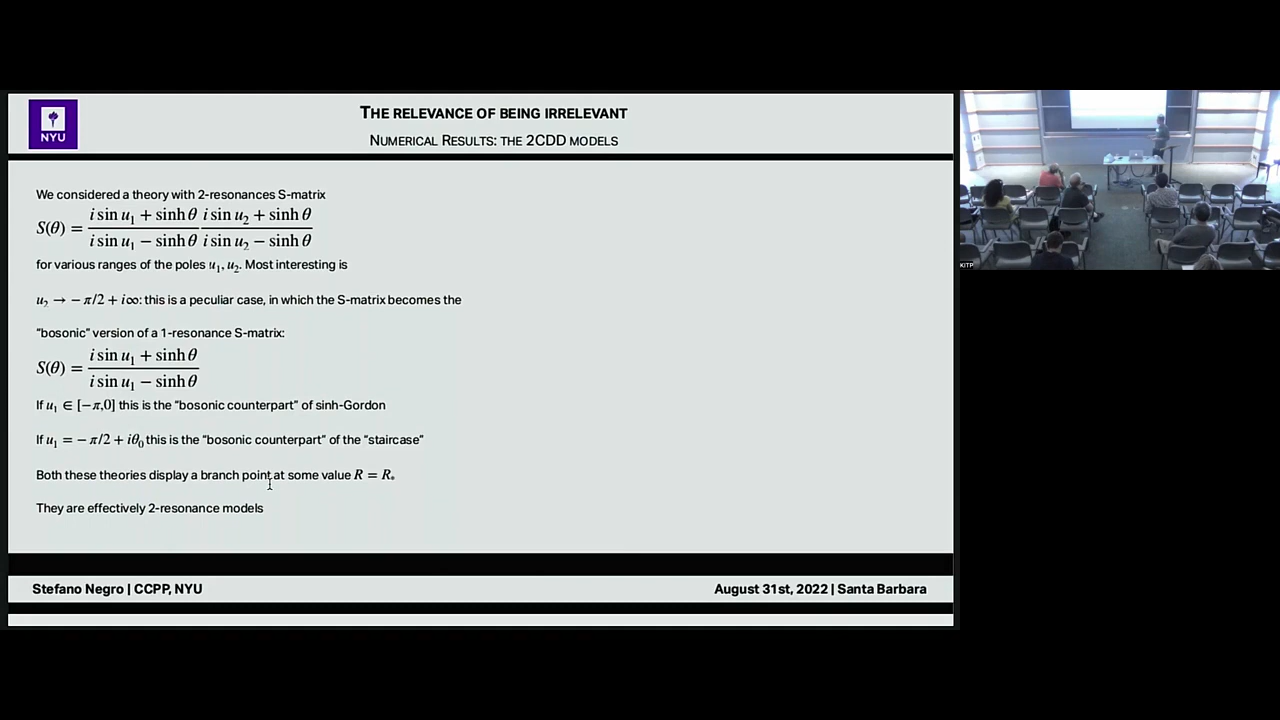 NYU
THE RELEVANCE OF BEING IRRELEVANT
NUMERICAL RESULTS: THE 2CDD MODELS
We considered a theory with 2-resonances S-matrix
S(θ) = (i sin u₁ + sinh θ)/(i sin u₁ − sinh θ) (i sin u₂ + sinh θ)/(i sin u₂ − sinh θ)
for various ranges of the poles u₁, u₂. Most interesting is
u₂ → − π/2 + i∞: this is a peculiar case, in which the S-matrix becomes the
“bosonic” version of a 1-resonance S-matrix:
S(θ) = (i sin u₁ + sinh θ)/(i sin u₁ − sinh θ)
If u₁ ∈ [−π,0] this is the “bosonic counterpart” of sinh-Gordon
If u₁ = − π/2 + iθ₀ this is the “bosonic counterpart” of the “staircase”
Both these theories display a branch point at some value R = R*
They are effectively 2-resonance models
Stefano Negro | CCPP, NYU
August 31st, 2022 | Santa Barbara
KITP